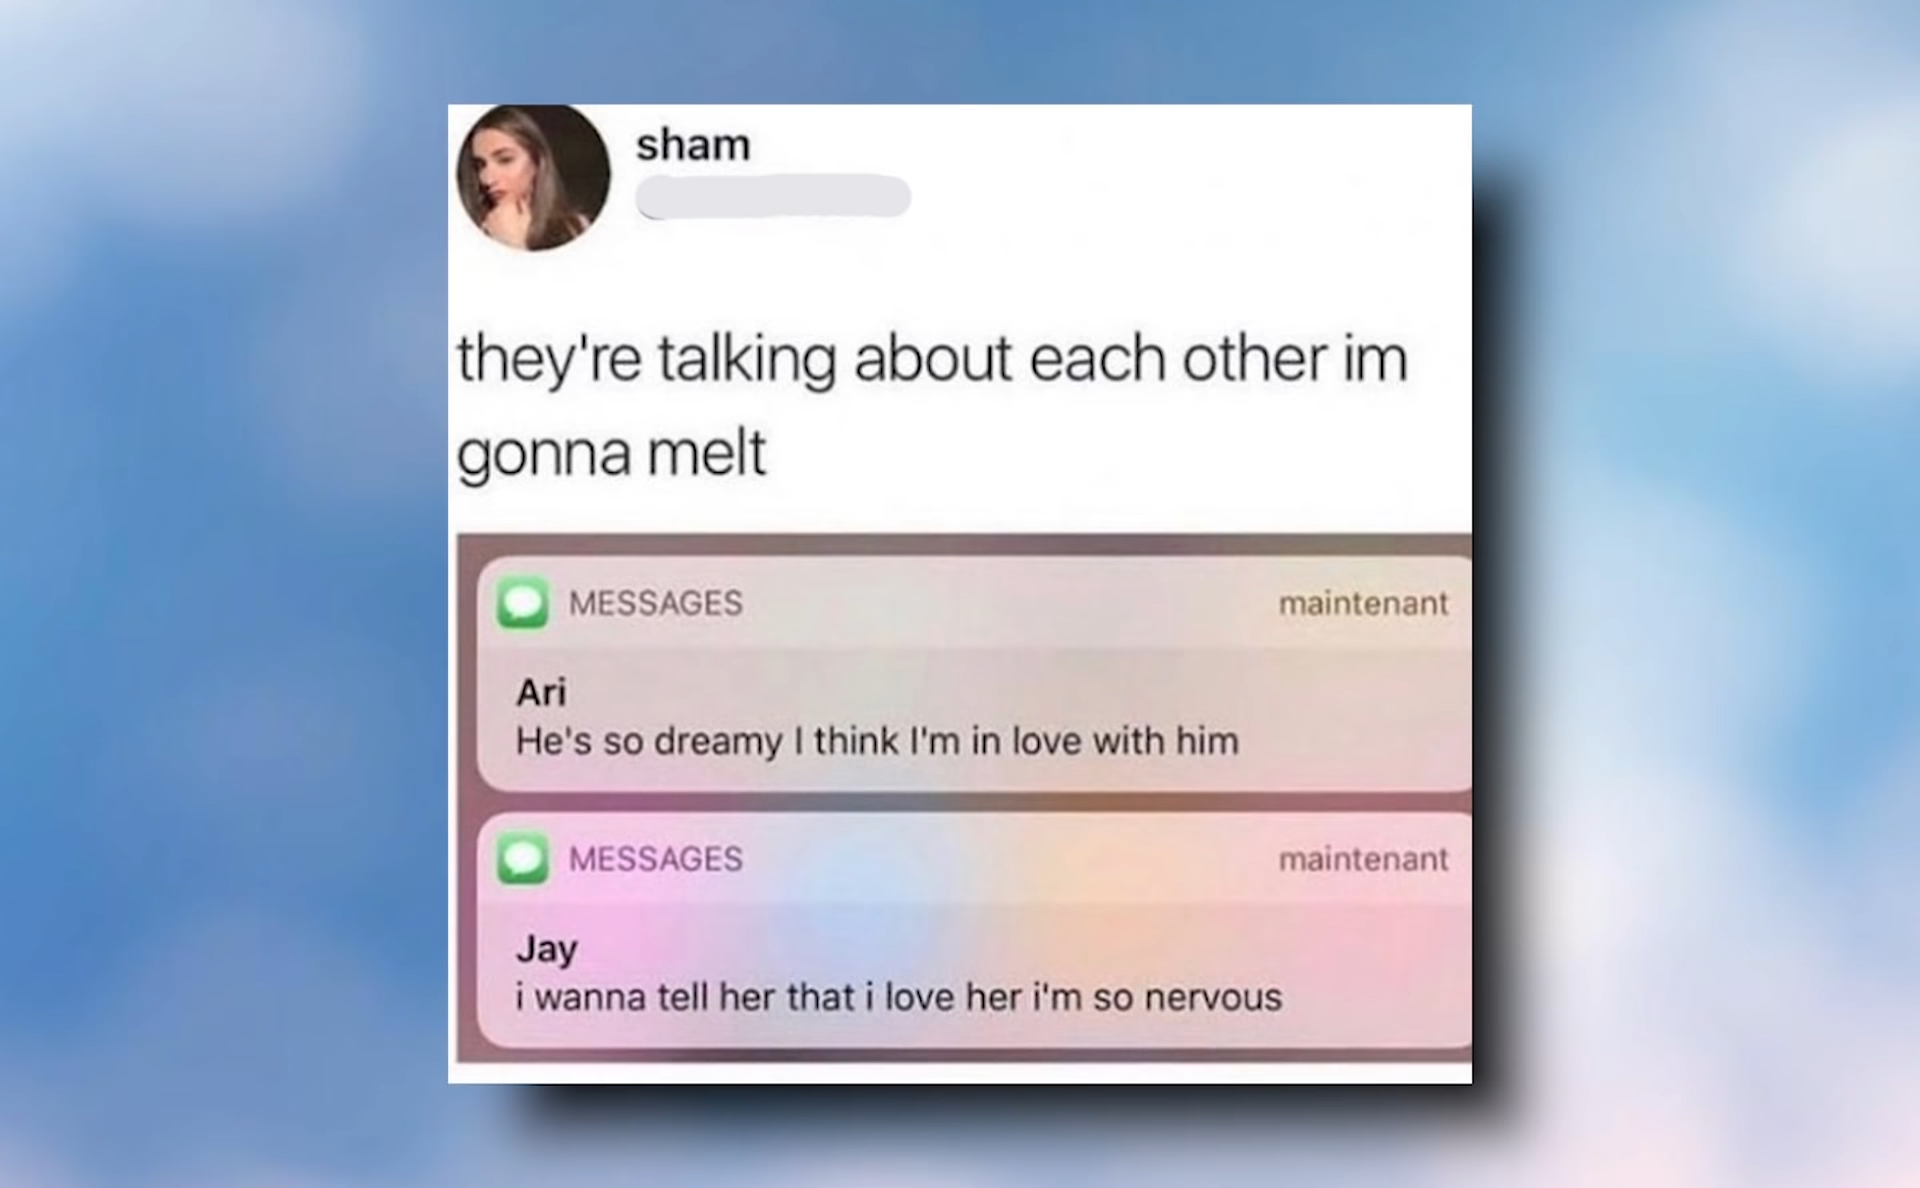 sham
they're talking about each other im
gonna melt
MESSAGES maintenant
Ari
He's so dreamy I think I'm in love with him
MESSAGES maintenant
Jay
i wanna tell her that i love her i'm so nervous